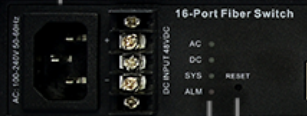 16-Port Fiber Switch
AC: 100-240V 50-60Hz
DC INPUT 48VDC
AC
DC
SYS
RESET
ALM